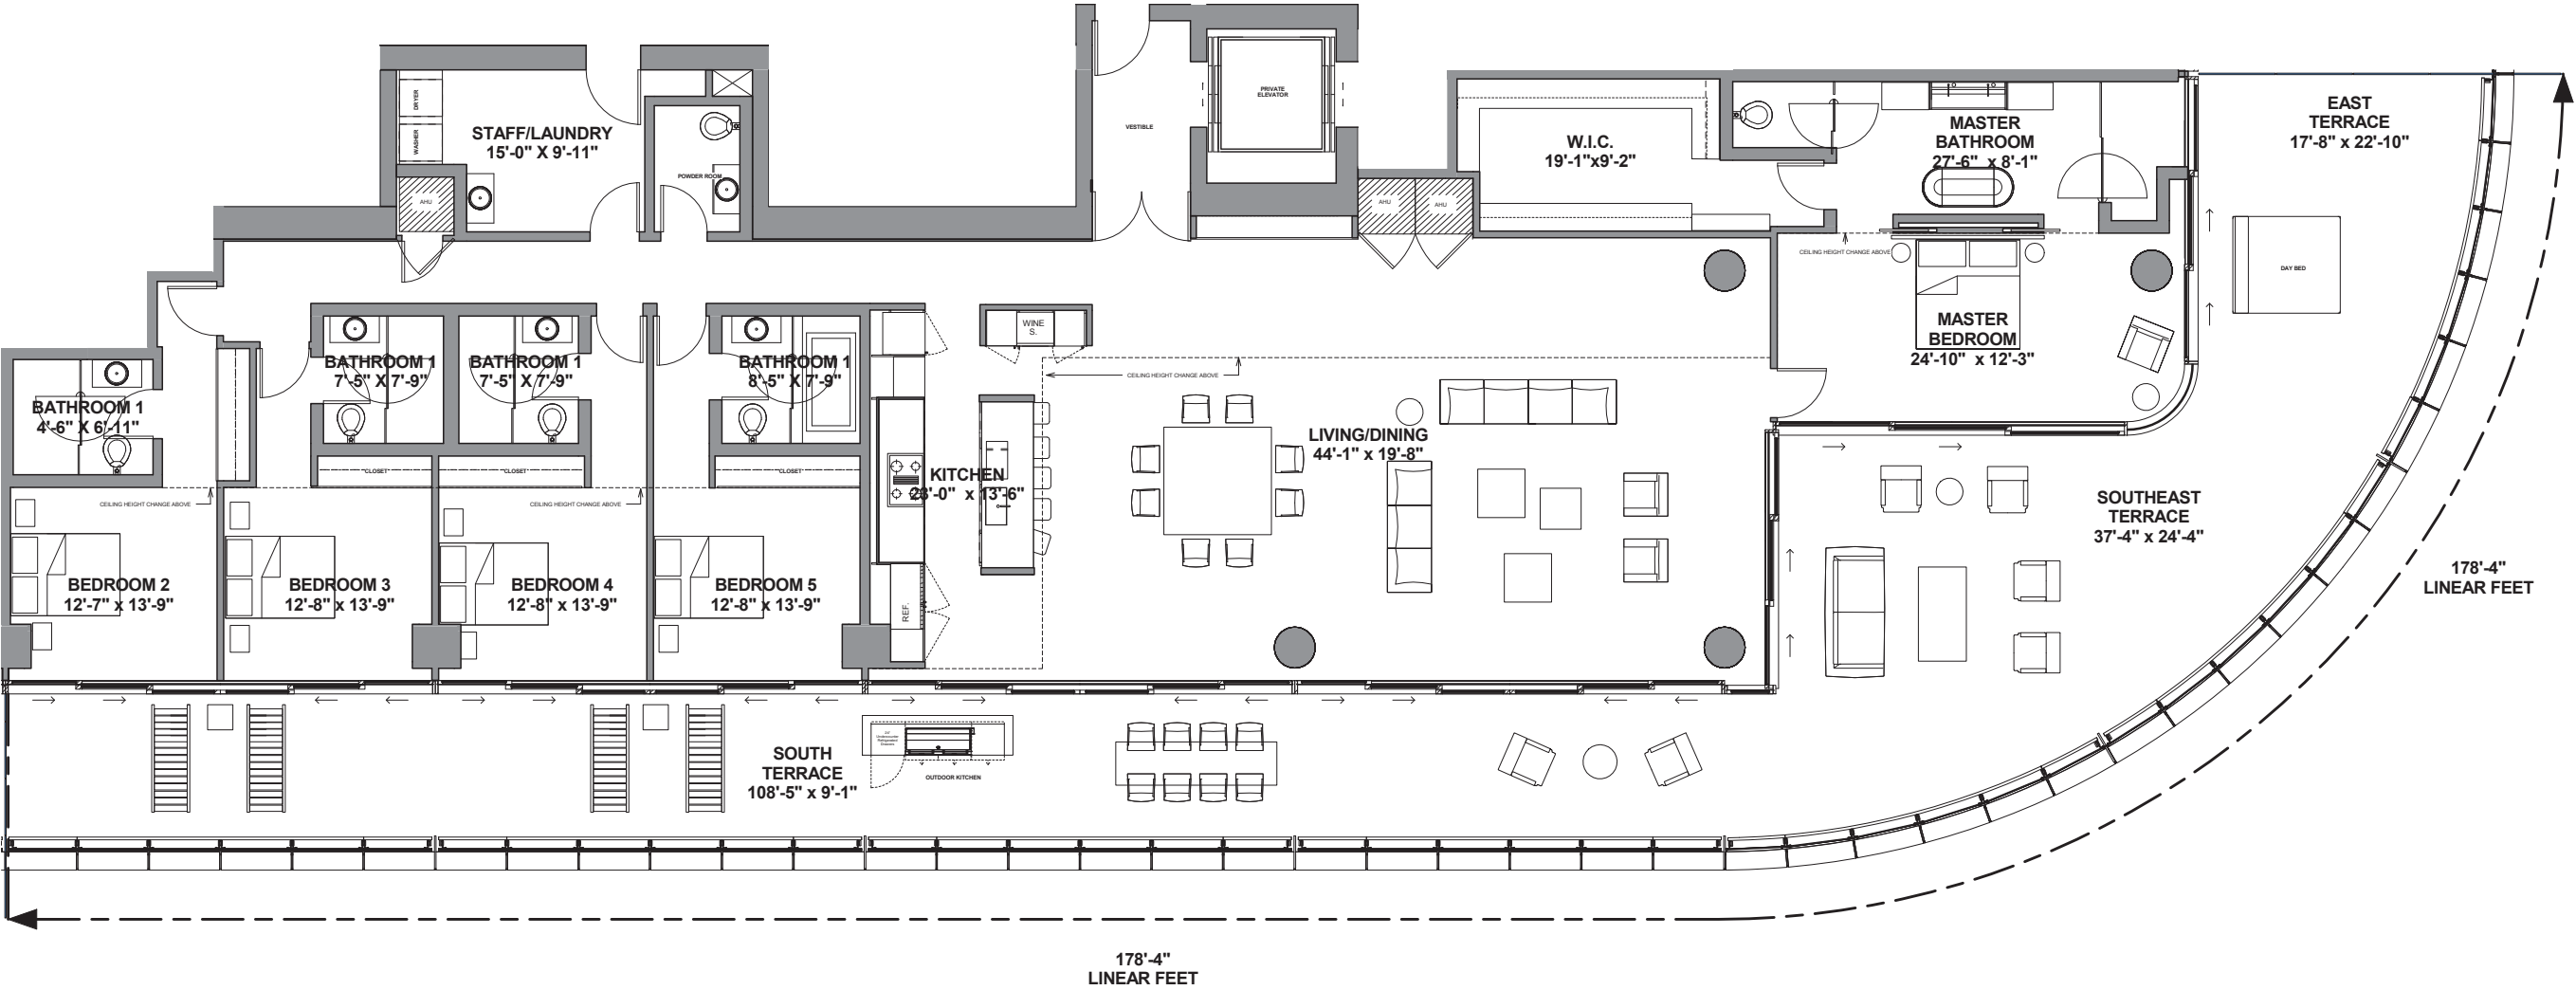 DRYER
WASHER
STAFF/LAUNDRY
15'-0" X 9'-11"
AHU
POWDER ROOM
VESTIBLE
PRIVATE
ELEVATOR
AHU
AHU
W.I.C.
19'-1"x9'-2"
MASTER
BATHROOM
27'-6" x 8'-1"
EAST
TERRACE
17'-8" x 22'-10"
DAY BED
CEILING HEIGHT CHANGE ABOVE
MASTER
BEDROOM
24'-10" x 12'-3"
BATHROOM 1
4'-6" X 6'-11"
BATHROOM 1
7'-5" X 7'-9"
BATHROOM 1
7'-5" X 7'-9"
BATHROOM 1
8'-5" X 7'-9"
WINE
S.
CEILING HEIGHT CHANGE ABOVE
CLOSET
CLOSET
CLOSET
CEILING HEIGHT CHANGE ABOVE
CEILING HEIGHT CHANGE ABOVE
KITCHEN
23'-0" x 13'-6"
LIVING/DINING
44'-1" x 19'-8"
SOUTHEAST
TERRACE
37'-4" x 24'-4"
BEDROOM 2
12'-7" x 13'-9"
BEDROOM 3
12'-8" x 13'-9"
BEDROOM 4
12'-8" x 13'-9"
BEDROOM 5
12'-8" x 13'-9"
REF.
178'-4"
LINEAR FEET
SOUTH
TERRACE
108'-5" x 9'-1"
24"
Undercounter
Refrigerator
Drawers
OUTDOOR KITCHEN
178'-4"
LINEAR FEET